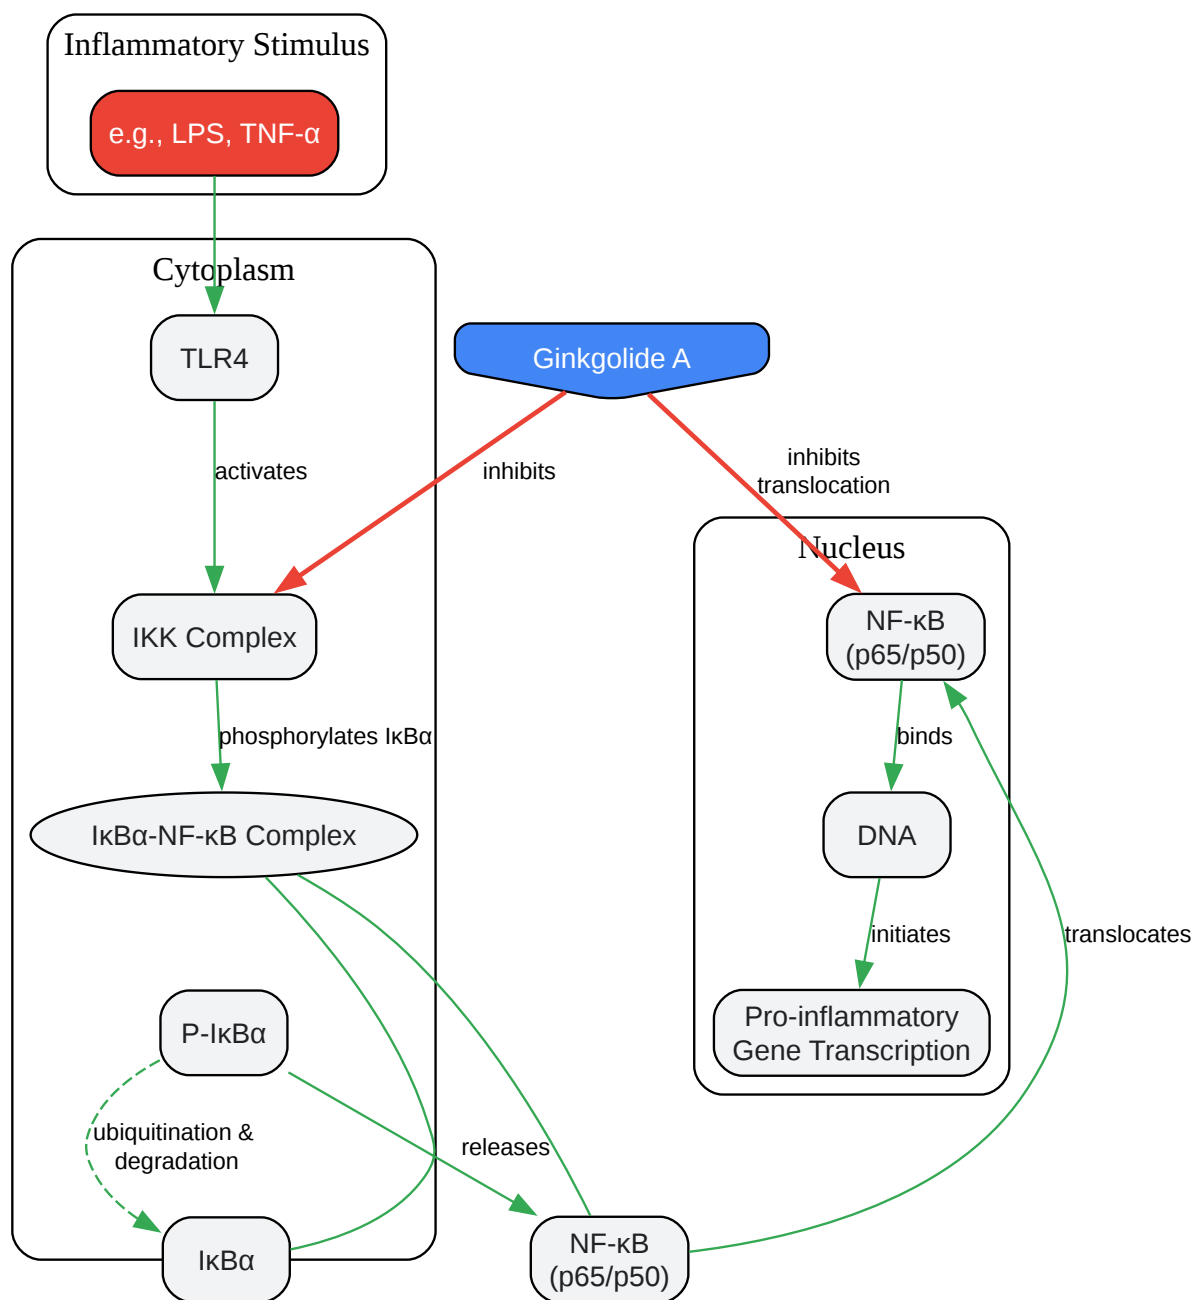 Inflammatory Stimulus
e.g., LPS, TNF-α
Cytoplasm
TLR4
Ginkgolide A
activates
inhibits
inhibits
translocation
Nucleus
IKK Complex
NF-κB
(p65/p50)
phosphorylates IκBα
binds
IκBα-NF-κB Complex
DNA
initiates
translocates
P-IκBα
Pro-inflammatory
Gene Transcription
ubiquitination &
degradation
releases
IκBα
NF-κB
(p65/p50)